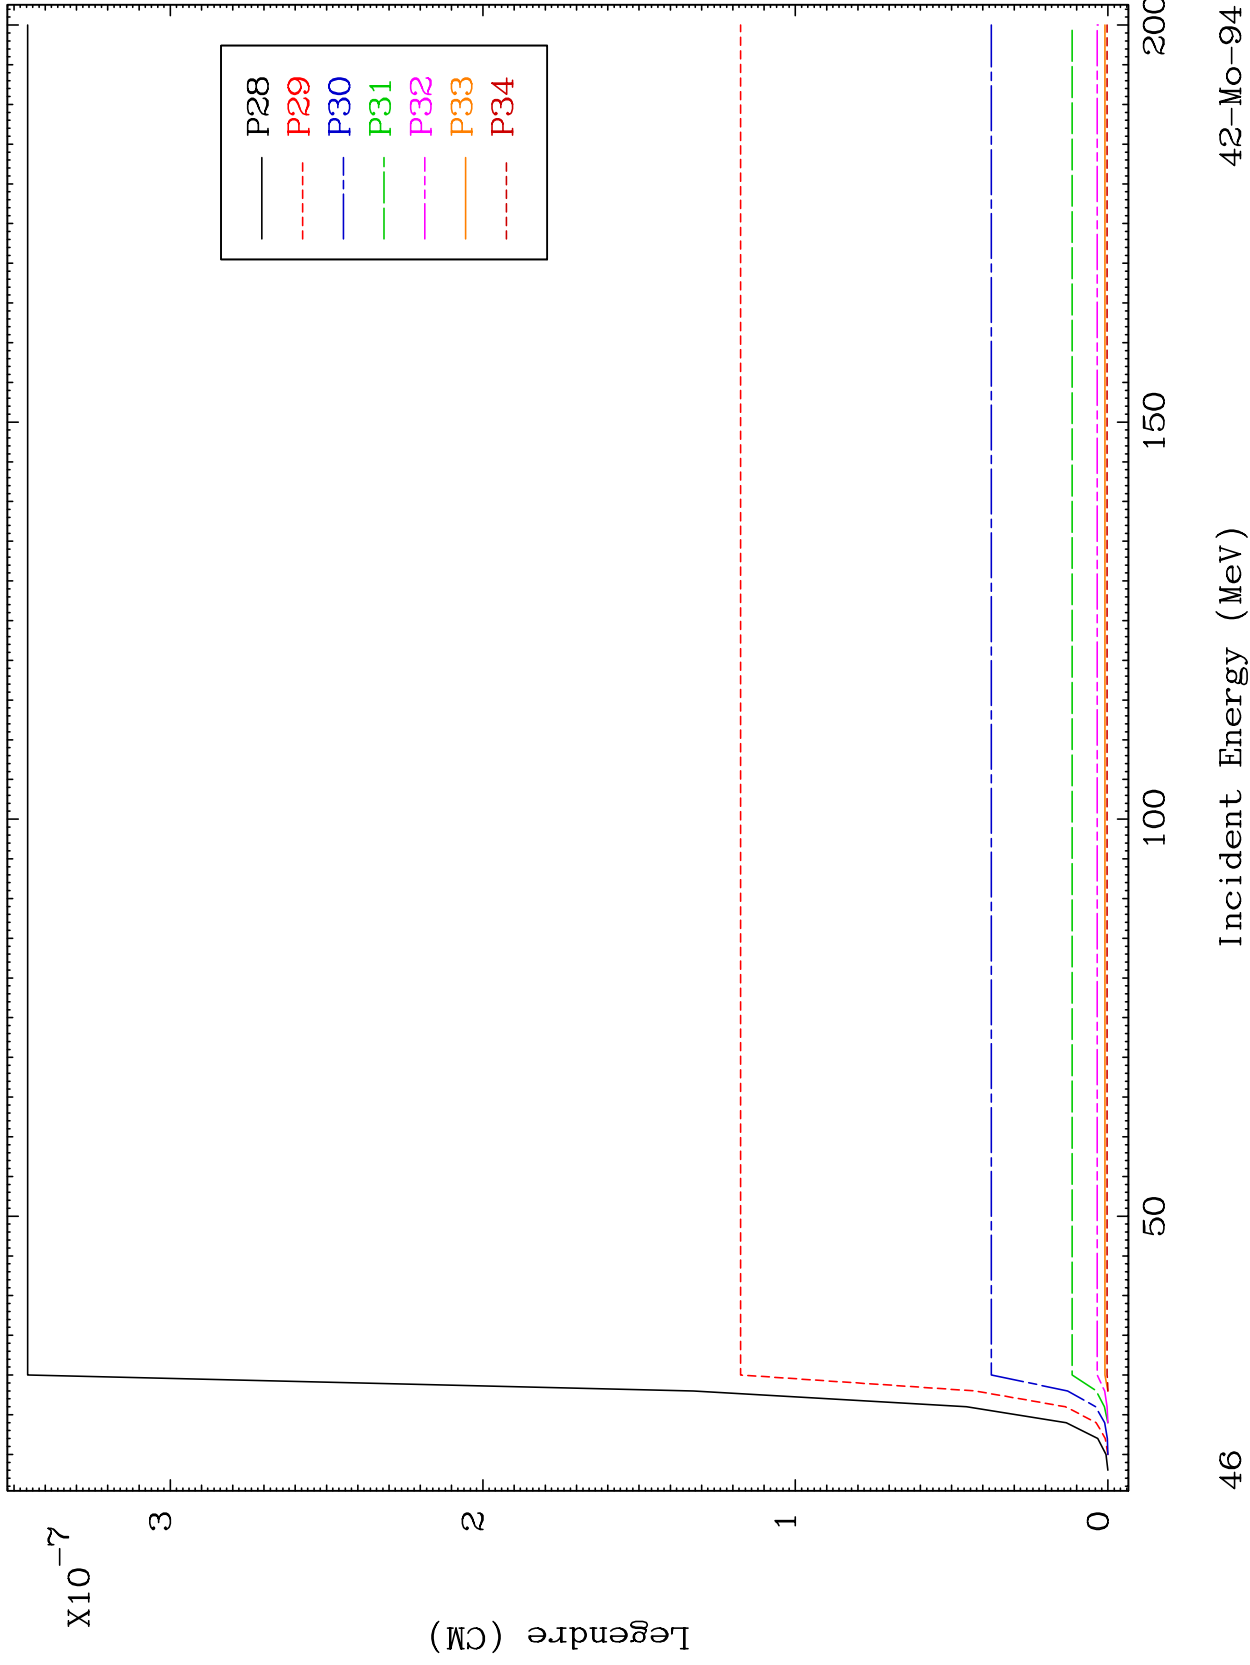 X10^-7
Legendre (CM)
3
2
1
0
P28
P29
P30
P31
P32
P33
P34
50
100
150
200
Incident Energy (MeV)
46
42-Mo-94